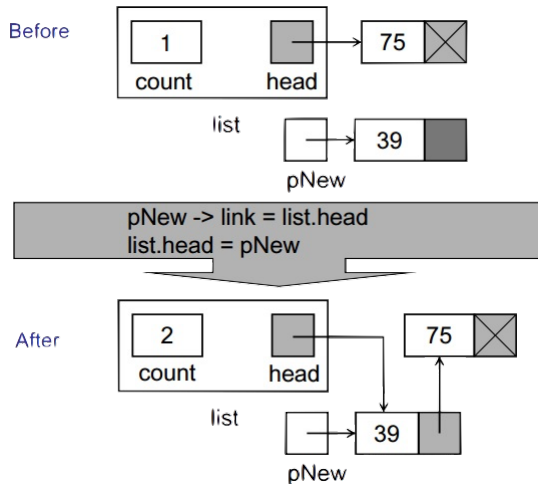 Before
1
75
count
head
list
39
pNew
pNew -> link = list.head
list.head = pNew
After
2
75
count
head
list
39
pNew